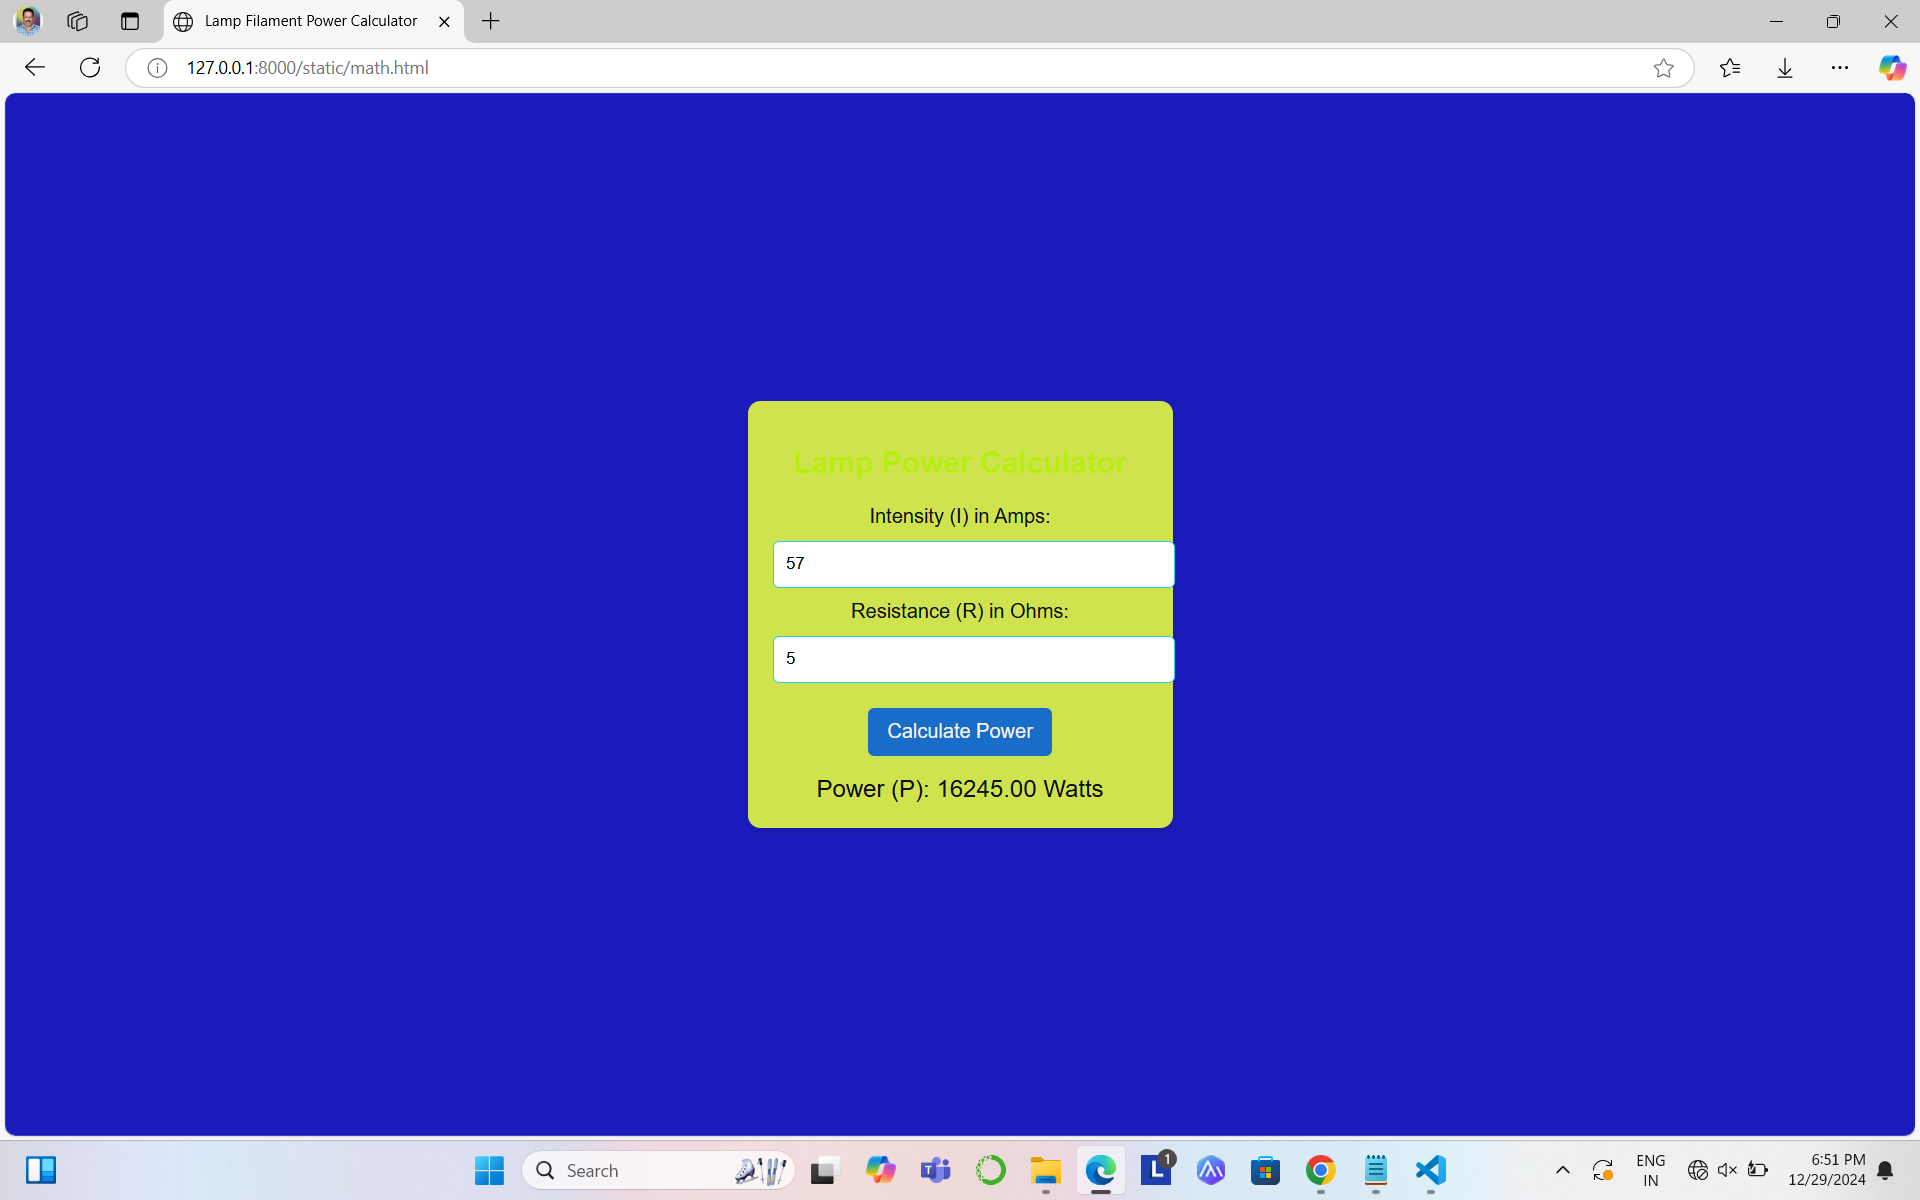 Lamp Filament Power Calculator
127.0.0.1:8000/static/math.html
Lamp Power Calculator
Intensity (I) in Amps:
57
Resistance (R) in Ohms:
5
Calculate Power
Power (P): 16245.00 Watts
Search
T
L
1
ENG
IN
6:51 PM
12/29/2024